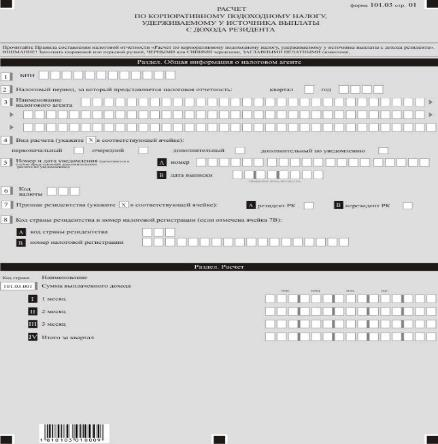 форма 101.03 стр. 01
РАСЧЕТ
ПО КОРПОРАТИВНОМУ ПОДОХОДНОМУ НАЛОГУ,
УДЕРЖИВАЕМОМУ У ИСТОЧНИКА ВЫПЛАТЫ
С ДОХОДА РЕЗИДЕНТА
Прочитайте Правила составления налоговой отчетности «Расчет по корпоративному подоходному налогу, удерживаемому у источника выплаты с дохода резидента».
ВНИМАНИЕ! Заполнять шариковой или перьевой ручкой, ЧЕРНЫМИ или СИНИМИ чернилами, ЗАГЛАВНЫМИ ПЕЧАТНЫМИ символами.
Раздел. Общая информация о налоговом агенте
1
2 Налоговый период, за который представляется налоговая отчетность: квартал год
3 Наименование
налогового агента
4 Вид расчета (укажите X в соответствующей ячейке):
первоначальный очередной дополнительный дополнительный по уведомлению
5 Номер и дата уведомления A номер
B дата выписки
6 Код
валюты
7 Признак резидентства (укажите X в соответствующей ячейке): A резидент РК B нерезидент РК
8 Код страны резидентства и номер налоговой регистрации (если отмечена ячейка 7B):
A код страны резидентства
B номер налоговой регистрации
Раздел. Расчет
Код строки Наименование
101.03.001 Сумма выплаченного дохода
I 1 месяц
II 2 месяц
III 3 месяц
IV Итого за квартал